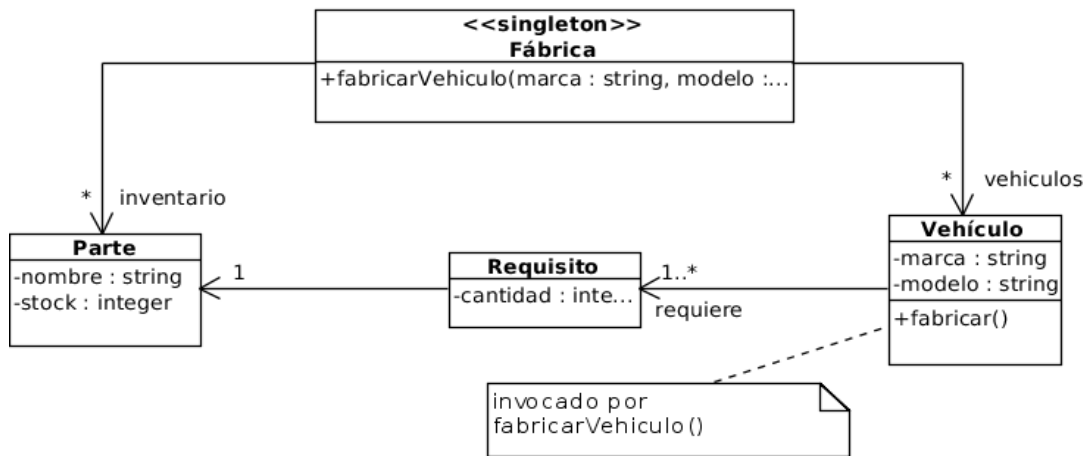 <<singleton>>
Fábrica
+fabricarVehiculo(marca : string, modelo :...
* inventario
* vehiculos
Parte
-nombre : string
-stock : integer
1
Requisito
-cantidad : inte...
1..*
requiere
Vehículo
-marca : string
-modelo : string
+fabricar()
invocado por
fabricarVehiculo()